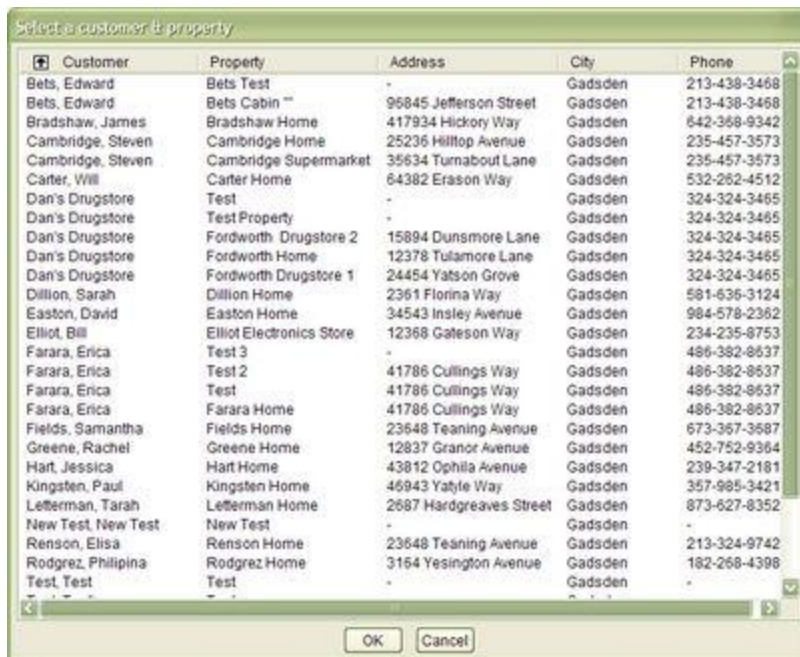 Select a customer & property
Customer Property Address City Phone
Bets, Edward Bets Test - Gadsden 213-438-3468
Bets, Edward Bets Cabin "" 96845 Jefferson Street Gadsden 213-438-3468
Bradshaw, James Bradshaw Home 417934 Hickory Way Gadsden 642-368-9342
Cambridge, Steven Cambridge Home 25236 Hilltop Avenue Gadsden 235-457-3573
Cambridge, Steven Cambridge Supermarket 35634 Turnabout Lane Gadsden 235-457-3573
Carter, Will Carter Home 64382 Erason Way Gadsden 532-262-4512
Dan's Drugstore Test - Gadsden 324-324-3465
Dan's Drugstore Test Property - Gadsden 324-324-3465
Dan's Drugstore Fordworth Drugstore 2 15894 Dunsmore Lane Gadsden 324-324-3465
Dan's Drugstore Fordworth Home 12378 Tulamore Lane Gadsden 324-324-3465
Dan's Drugstore Fordworth Drugstore 1 24454 Yatson Grove Gadsden 324-324-3465
Dillion, Sarah Dillion Home 2361 Florina Way Gadsden 581-636-3124
Easton, David Easton Home 34543 Insley Avenue Gadsden 984-578-2362
Elliot, Bill Elliot Electronics Store 12368 Gateson Way Gadsden 234-235-8753
Farara, Erica Test 3 - Gadsden 486-382-8637
Farara, Erica Test 2 41786 Cullings Way Gadsden 486-382-8637
Farara, Erica Test 41786 Cullings Way Gadsden 486-382-8637
Farara, Erica Farara Home 41786 Cullings Way Gadsden 486-382-8637
Fields, Samantha Fields Home 23648 Teaning Avenue Gadsden 673-367-3687
Greene, Rachel Greene Home 12837 Granor Avenue Gadsden 452-752-9364
Hart, Jessica Hart Home 43812 Ophila Avenue Gadsden 239-347-2181
Kingsten, Paul Kingsten Home 46943 Yatyle Way Gadsden 357-985-3421
Letterman, Tarah Letterman Home 2687 Hardgreaves Street Gadsden 873-627-8352
New Test, New Test New Test - Gadsden -
Renson, Elisa Renson Home 23648 Teaning Avenue Gadsden 213-324-9742
Rodgrez, Philipina Rodgrez Home 3154 Yesington Avenue Gadsden 182-268-4398
Test, Test Test - Gadsden -
OK Cancel